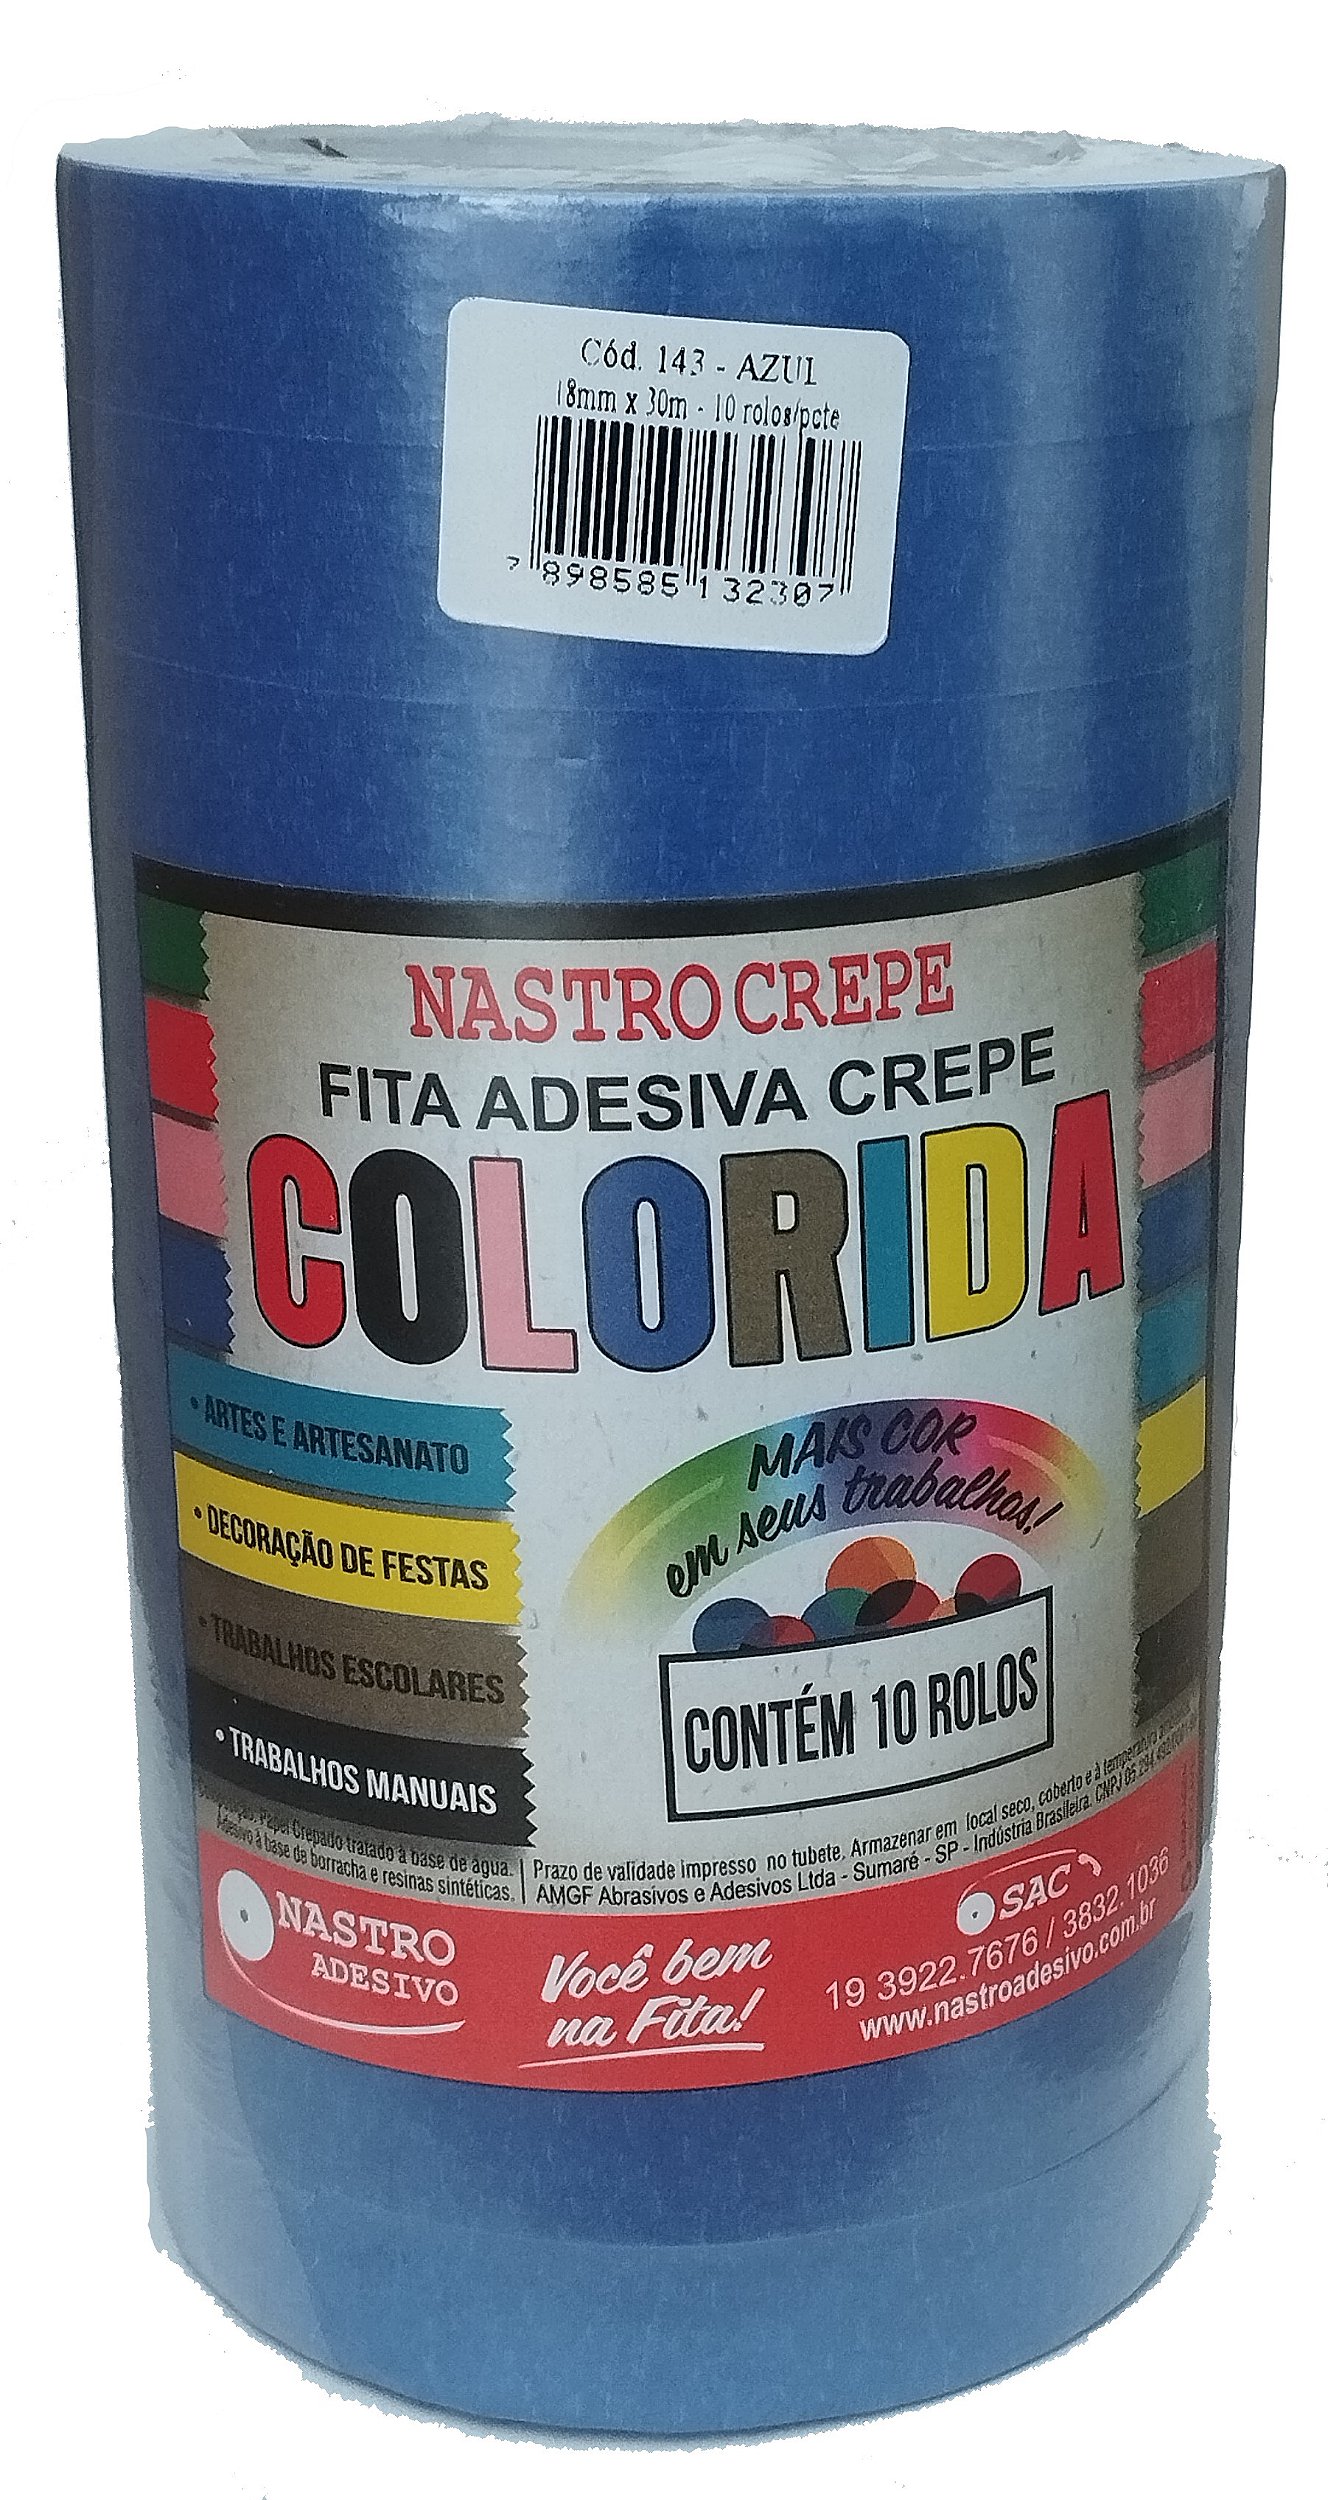 Cód. 143 - AZUL
18mm x 30m - 10 rolos/pcte
7 898585 132307
NASTROCREPE
FITA ADESIVA CREPE
COLORIDA
• ARTES E ARTESANATO
• DECORAÇÃO DE FESTAS
• TRABALHOS ESCOLARES
• TRABALHOS MANUAIS
MAIS COR
em seus trabalhos!
CONTÉM 10 ROLOS
Composição: Papel Crepado tratado à base de água.
Adesivo à base de borracha e resinas sintéticas.
Prazo de validade impresso no tubete. Armazenar em local seco, coberto e à temperatura
AMGF Abrasivos e Adesivos Ltda - Sumaré - SP - Indústria Brasileira. CNPJ
NASTRO
ADESIVO
Você bem
na Fita!
SAC
19 3922.7676 / 3832.1036
www.nastroadesivo.com.br